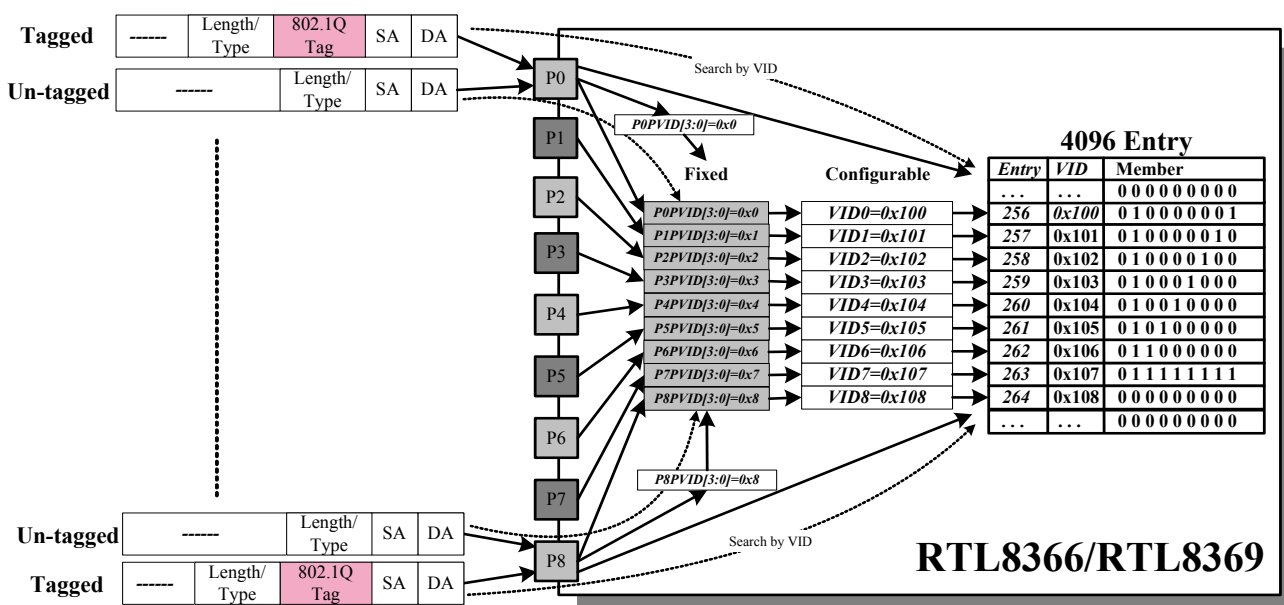 Tagged ------ Length/ Type 802.1Q Tag SA DA
Un-tagged ------ Length/ Type SA DA
Search by VID
P0
P0PVID[3:0]=0x0
P1
P2
P3
P4
P5
P6
P7
P8
Fixed
Configurable
4096 Entry
Entry VID Member
. . . . . . 0 0 0 0 0 0 0 0 0
P0PVID[3:0]=0x0 VID0=0x100 256 0x100 0 1 0 0 0 0 0 0 1
P1PVID[3:0]=0x1 VID1=0x101 257 0x101 0 1 0 0 0 0 0 1 0
P2PVID[3:0]=0x2 VID2=0x102 258 0x102 0 1 0 0 0 0 1 0 0
P3PVID[3:0]=0x3 VID3=0x103 259 0x103 0 1 0 0 0 1 0 0 0
P4PVID[3:0]=0x4 VID4=0x104 260 0x104 0 1 0 0 1 0 0 0 0
P5PVID[3:0]=0x5 VID5=0x105 261 0x105 0 1 0 1 0 0 0 0 0
P6PVID[3:0]=0x6 VID6=0x106 262 0x106 0 1 1 0 0 0 0 0 0
P7PVID[3:0]=0x7 VID7=0x107 263 0x107 0 1 1 1 1 1 1 1 1
P8PVID[3:0]=0x8 VID8=0x108 264 0x108 0 0 0 0 0 0 0 0 0
. . . . . . 0 0 0 0 0 0 0 0 0
P8PVID[3:0]=0x8
Search by VID
Un-tagged ------ Length/ Type SA DA
Tagged ------ Length/ Type 802.1Q Tag SA DA
RTL8366/RTL8369